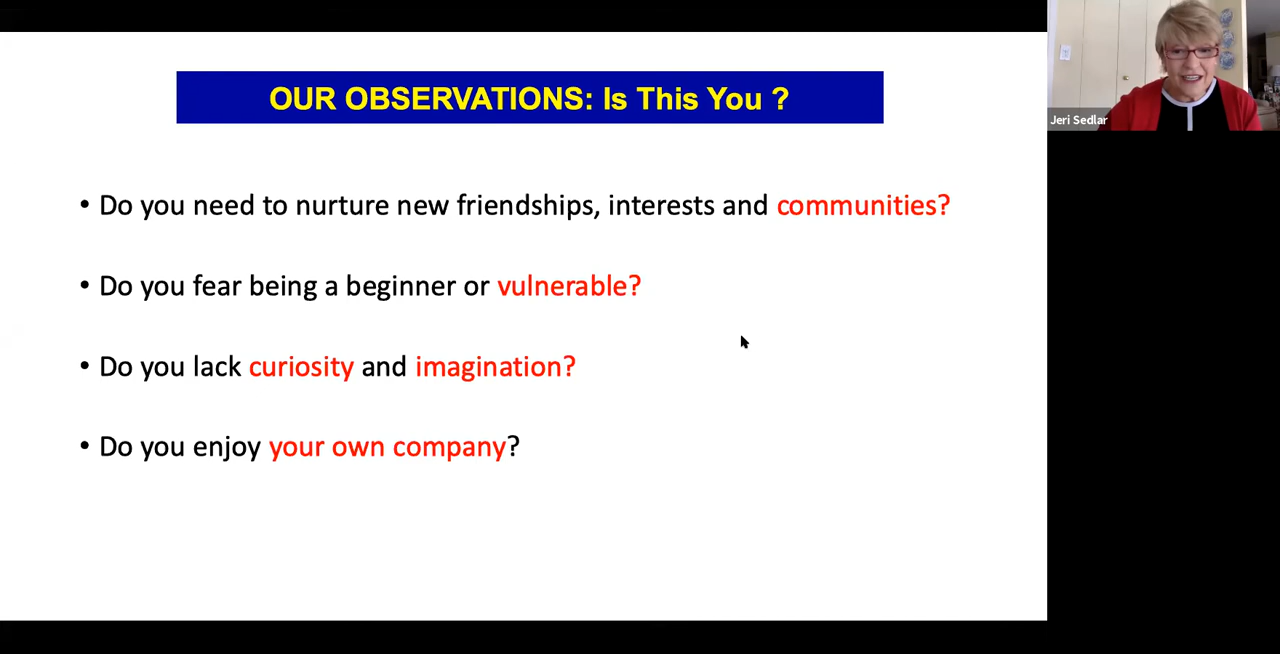 OUR OBSERVATIONS: Is This You ?
• Do you need to nurture new friendships, interests and communities?
• Do you fear being a beginner or vulnerable?
• Do you lack curiosity and imagination?
• Do you enjoy your own company?
Jeri Sedlar